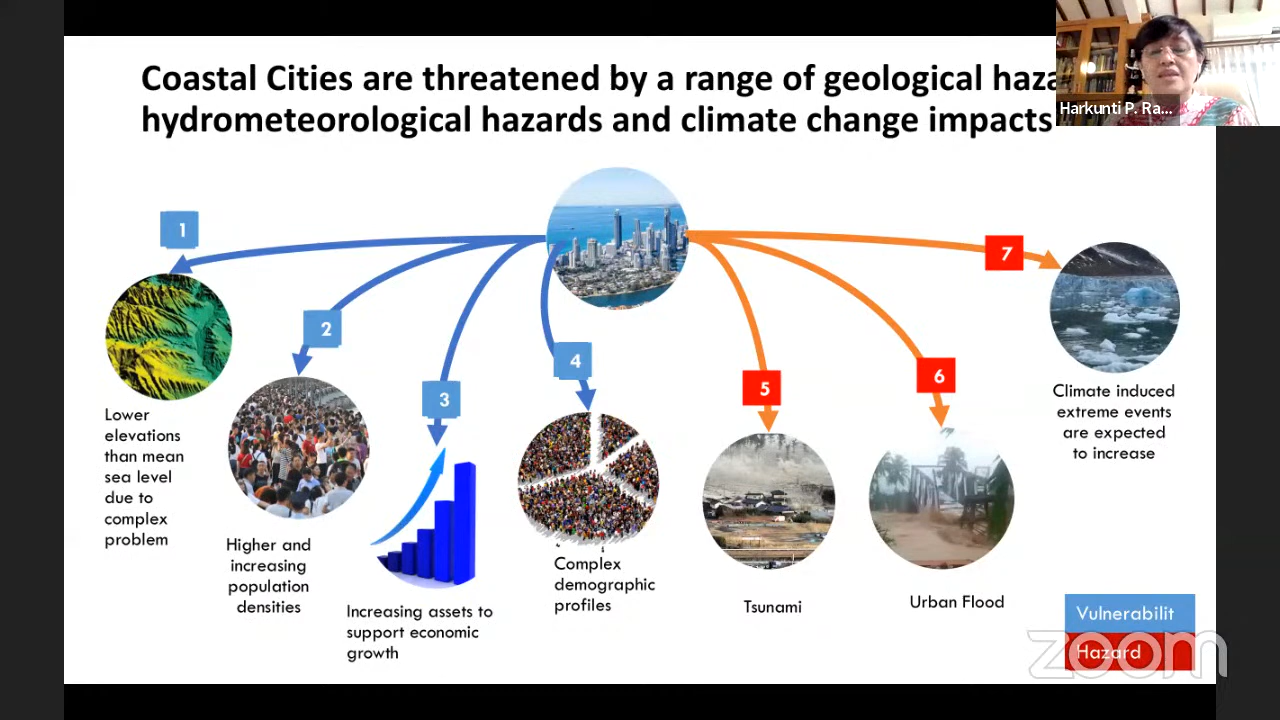 Coastal Cities are threatened by a range of geological haza
hydrometeorological hazards and climate change impacts
Harkunti P. Ra...
1
2
3
4
5
6
7
Lower
elevations
than mean
sea level
due to
complex
problem
Higher and
increasing
population
densities
Increasing assets to
support economic
growth
Complex
demographic
profiles
Tsunami
Urban Flood
Climate induced
extreme events
are expected
to increase
Vulnerabilit
Hazard
zoom